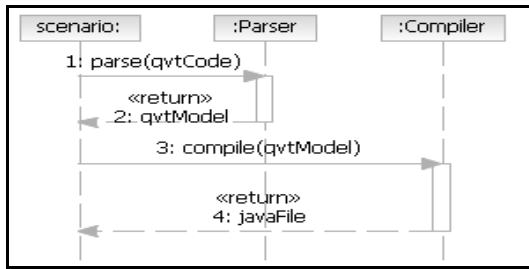 scenario: :Parser :Compiler
1: parse(qvtCode)
«return»
2: qvtModel
3: compile(qvtModel)
«return»
4: javaFile